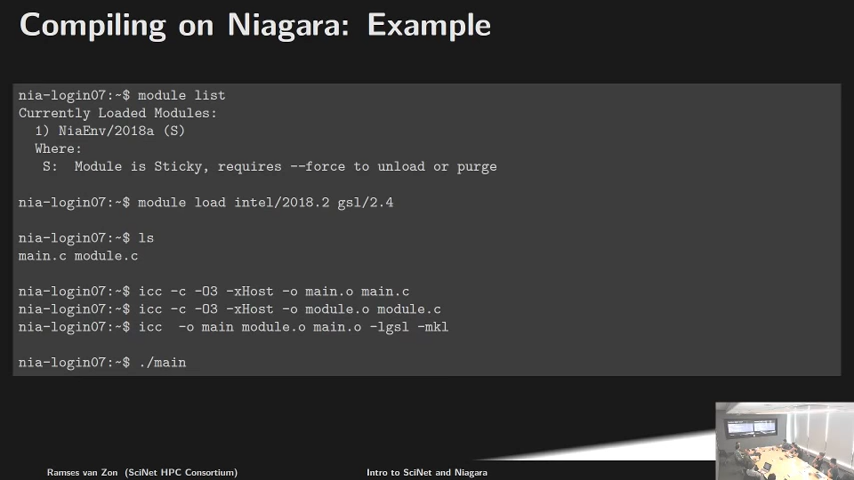 Compiling on Niagara: Example
nia-login07:~$ module list
Currently Loaded Modules:
1) NiaEnv/2018a (S)
Where:
S: Module is Sticky, requires --force to unload or purge
nia-login07:~$ module load intel/2018.2 gsl/2.4
nia-login07:~$ ls
main.c module.c
nia-login07:~$ icc -c -O3 -xHost -o main.o main.c
nia-login07:~$ icc -c -O3 -xHost -o module.o module.c
nia-login07:~$ icc -o main module.o main.o -lgsl -mkl
nia-login07:~$ ./main
Ramses van Zon (SciNet HPC Consortium)
Intro to SciNet and Niagara